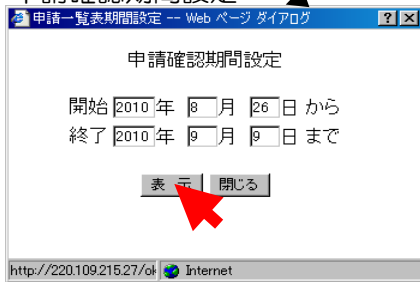 申請一覧表期間設定 -- Web ページ ダイアログ
申請確認期間設定
開始 2010 年 8 月 26 日 から
終了 2010 年 9 月 9 日 まで
表 示 閉じる
http://220.109.215.27/ok Internet